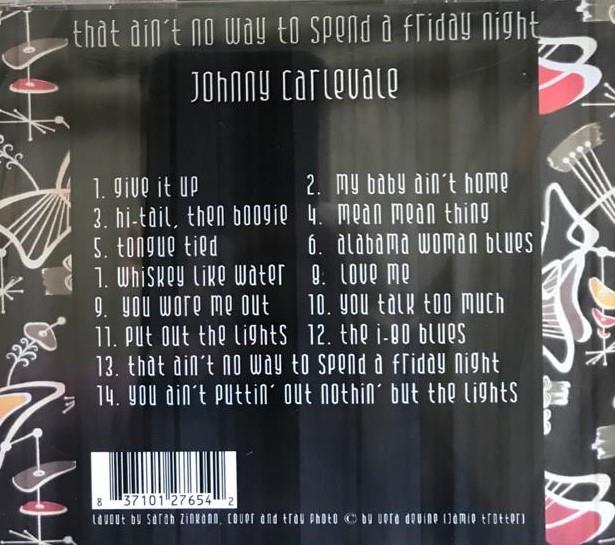 that ain't no way to spend a friday night
Johnny Carlevale
1. give it up 2. my baby ain't home
3. hi-tail, then boogie 4. mean mean thing
5. tongue tied 6. alabama woman blues
7. whiskey like water 8. love me
9. you wore me out 10. you talk too much
11. put out the lights 12. the i-80 blues
13. that ain't no way to spend a friday night
14. you ain't puttin' out nothin' but the lights
8 37101 27654 2
layout by sarah zinkann, cover and tray photo © by vera devine (jamie trotter)